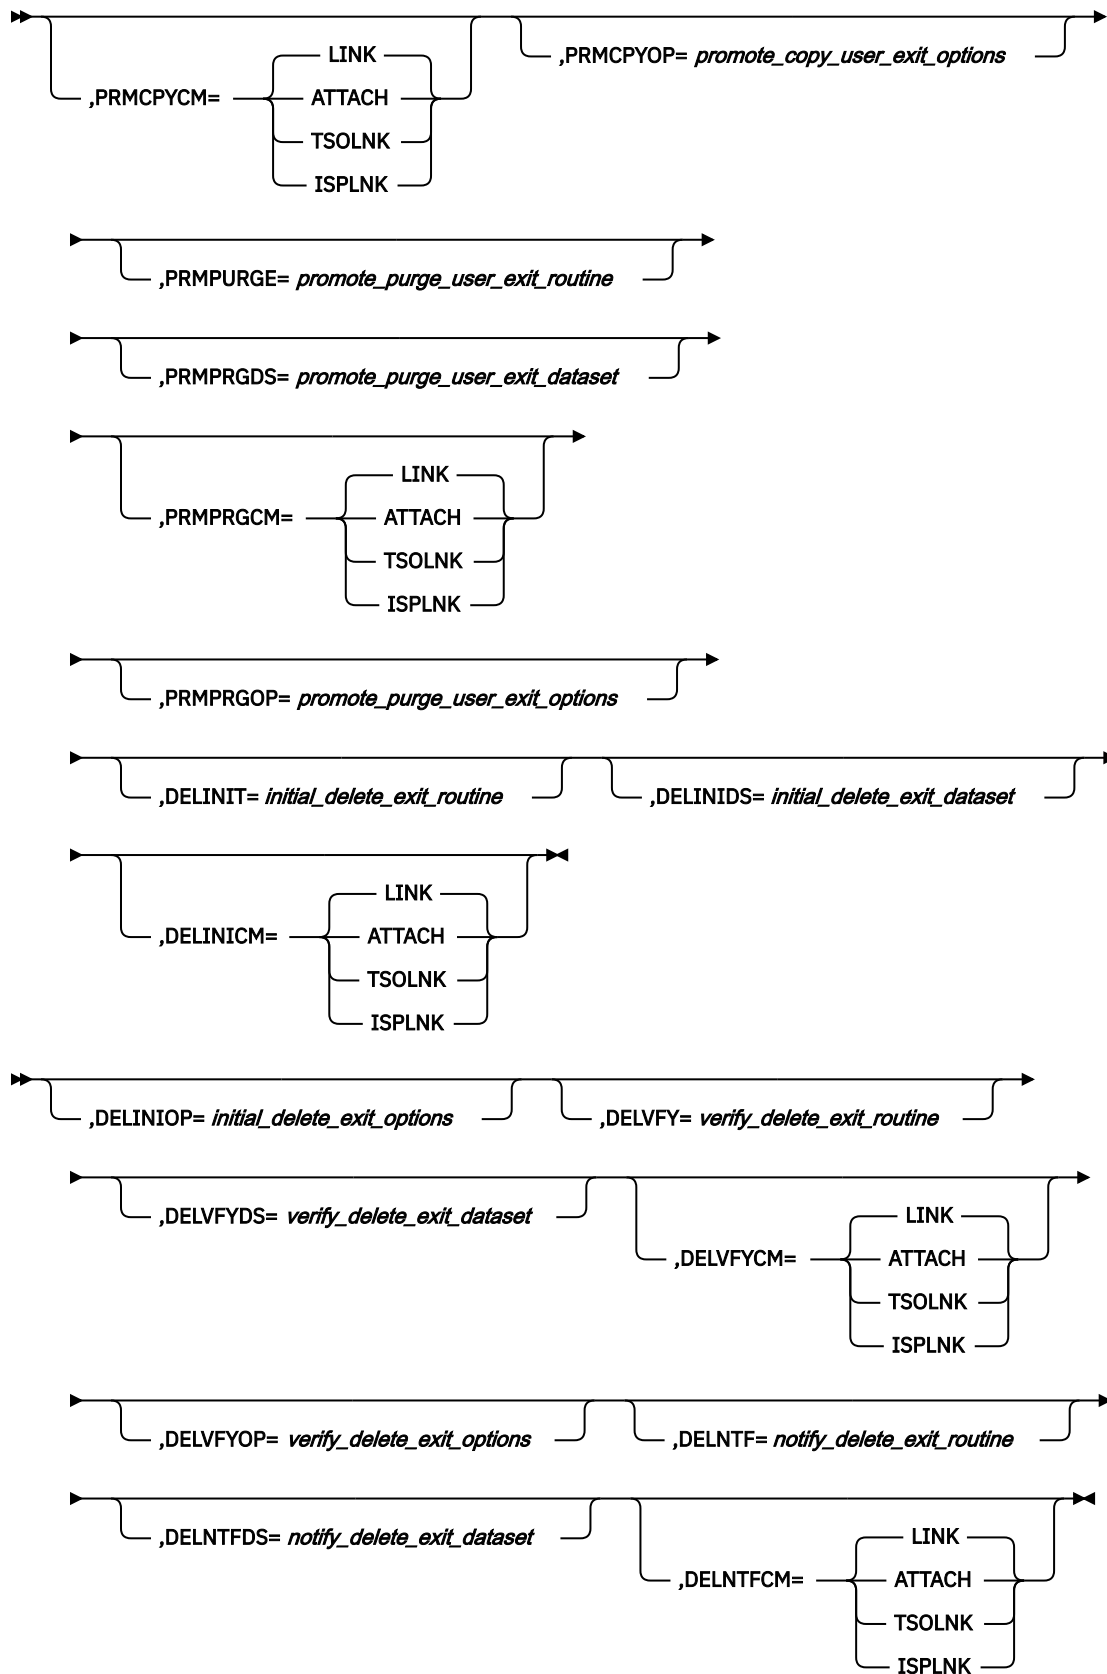 LINK
,PRMCPYOP= promote_copy_user_exit_options
,PRMCPYCM= ATTACH
TSOLNK
ISPLNK
,PRMPURGE= promote_purge_user_exit_routine
,PRMPRGDS= promote_purge_user_exit_dataset
LINK
,PRMPRGCM= ATTACH
TSOLNK
ISPLNK
,PRMPRGOP= promote_purge_user_exit_options
,DELINIT= initial_delete_exit_routine ,DELINIDS= initial_delete_exit_dataset
LINK
,DELINICM= ATTACH
TSOLNK
ISPLNK
,DELINIOP= initial_delete_exit_options ,DELVFY= verify_delete_exit_routine
,DELVFYDS= verify_delete_exit_dataset LINK
,DELVFYCM= ATTACH
TSOLNK
ISPLNK
,DELVFYOP= verify_delete_exit_options ,DELNTF= notify_delete_exit_routine
,DELNTFDS= notify_delete_exit_dataset LINK
,DELNTFCM= ATTACH
TSOLNK
ISPLNK